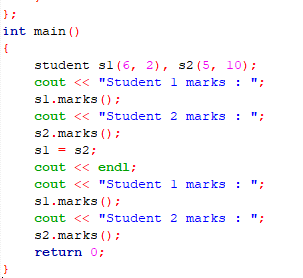 };
int main()
{
student s1(6, 2), s2(5, 10);
cout << "Student 1 marks : ";
s1.marks();
cout << "Student 2 marks : ";
s2.marks();
s1 = s2;
cout << endl;
cout << "Student 1 marks : ";
s1.marks();
cout << "Student 2 marks : ";
s2.marks();
return 0;
}